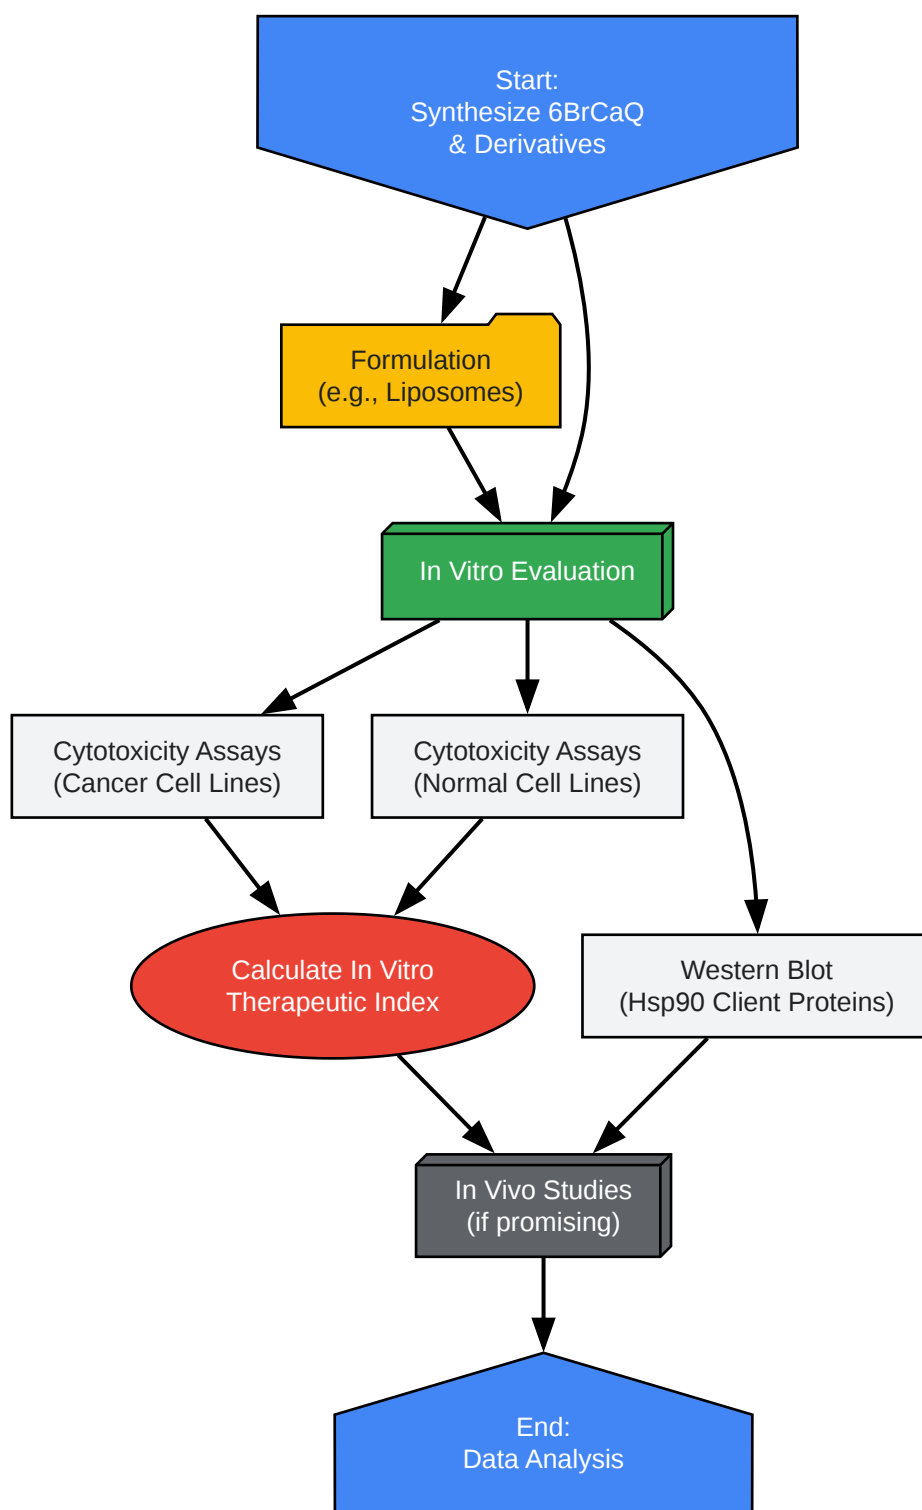 Start:
Synthesize 6BrCaQ
& Derivatives
Formulation
(e.g., Liposomes)
In Vitro Evaluation
Cytotoxicity Assays
(Cancer Cell Lines)
Cytotoxicity Assays
(Normal Cell Lines)
Calculate In Vitro
Therapeutic Index
Western Blot
(Hsp90 Client Proteins)
In Vivo Studies
(if promising)
End:
Data Analysis